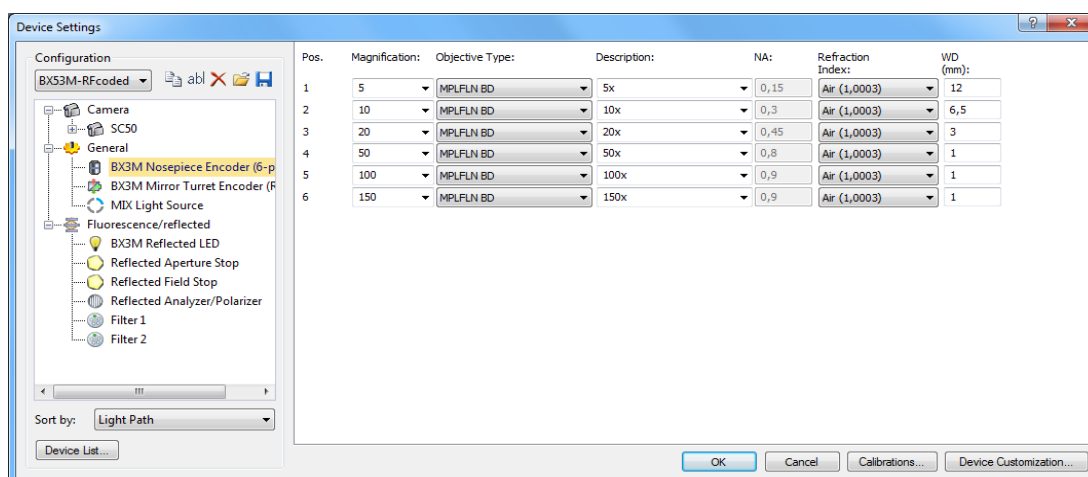 Device Settings
Configuration
BX53M-RFcoded
abl
Camera
SC50
General
BX3M Nosepiece Encoder (6-p
BX3M Mirror Turret Encoder (R
MIX Light Source
Fluorescence/reflected
BX3M Reflected LED
Reflected Aperture Stop
Reflected Field Stop
Reflected Analyzer/Polarizer
Filter 1
Filter 2
Sort by: Light Path
Device List...
Pos. Magnification: Objective Type: Description: NA: Refraction Index: WD (mm):
1 5 MPLFLN BD 5x 0,15 Air (1,0003) 12
2 10 MPLFLN BD 10x 0,3 Air (1,0003) 6,5
3 20 MPLFLN BD 20x 0,45 Air (1,0003) 3
4 50 MPLFLN BD 50x 0,8 Air (1,0003) 1
5 100 MPLFLN BD 100x 0,9 Air (1,0003) 1
6 150 MPLFLN BD 150x 0,9 Air (1,0003) 1
OK Cancel Calibrations... Device Customization...